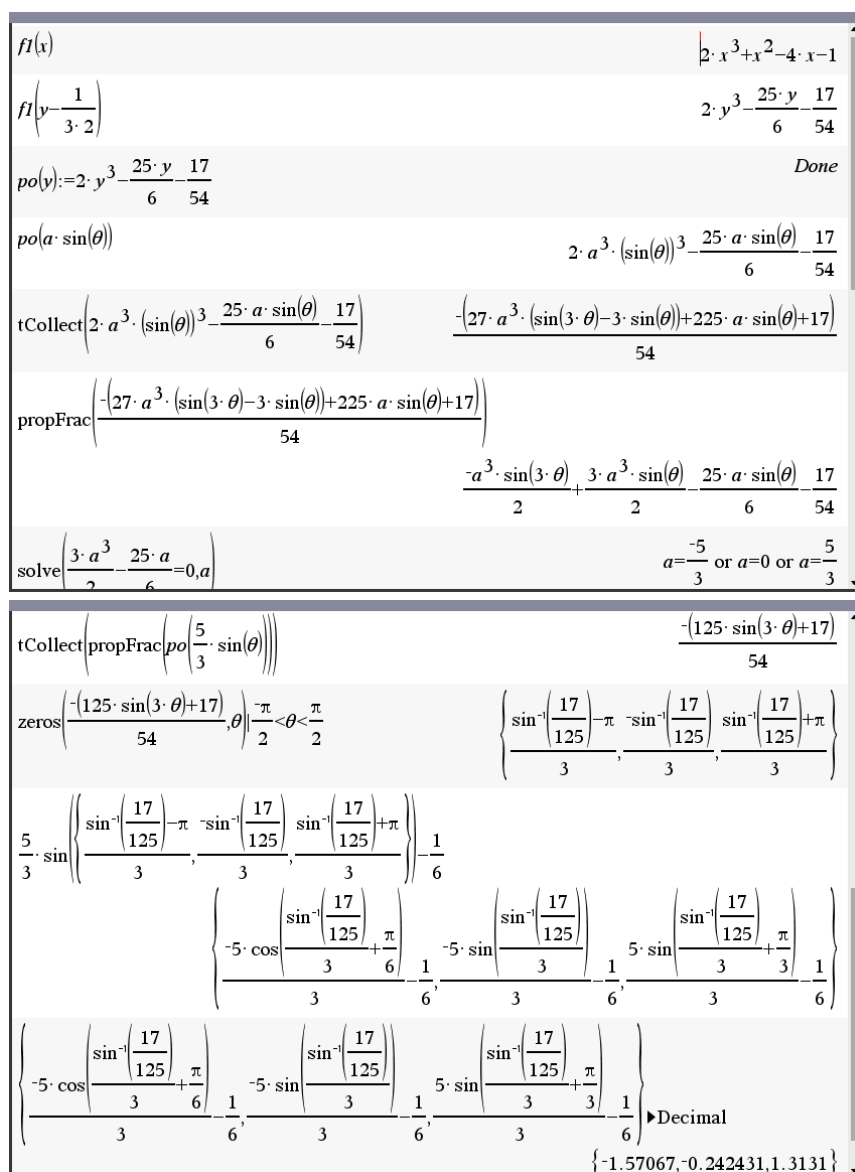 f1(x) 2·x^3+x^2−4·x−1
f1(y−1/(3·2)) 2·y^3−25·y/6−17/54
po(y):=2·y^3−25·y/6−17/54 Done
po(a·sin(θ)) 2·a^3·(sin(θ))^3−25·a·sin(θ)/6−17/54
tCollect(2·a^3·(sin(θ))^3−25·a·sin(θ)/6−17/54) -(27·a^3·(sin(3·θ)−3·sin(θ))+225·a·sin(θ)+17)/54
propFrac(-(27·a^3·(sin(3·θ)−3·sin(θ))+225·a·sin(θ)+17)/54)
-a^3·sin(3·θ)/2+3·a^3·sin(θ)/2−25·a·sin(θ)/6−17/54
solve(3·a^3/2−25·a/6=0,a) a=-5/3 or a=0 or a=5/3
tCollect(propFrac(po(5/3·sin(θ)))) -(125·sin(3·θ)+17)/54
zeros(-(125·sin(3·θ)+17)/54,θ)|-π/2<θ<π/2 {(sin⁻¹(17/125)−π)/3,-sin⁻¹(17/125)/3,(sin⁻¹(17/125)+π)/3}
5/3·sin({(sin⁻¹(17/125)−π)/3,-sin⁻¹(17/125)/3,(sin⁻¹(17/125)+π)/3})−1/6
{-5·cos(sin⁻¹(17/125)/3+π/6)/3−1/6,-5·sin(sin⁻¹(17/125)/3)/3−1/6,5·sin(sin⁻¹(17/125)/3+π/3)/3−1/6}
{-5·cos(sin⁻¹(17/125)/3+π/6)/3−1/6,-5·sin(sin⁻¹(17/125)/3)/3−1/6,5·sin(sin⁻¹(17/125)/3+π/3)/3−1/6}▶Decimal
{-1.57067,-0.242431,1.3131}